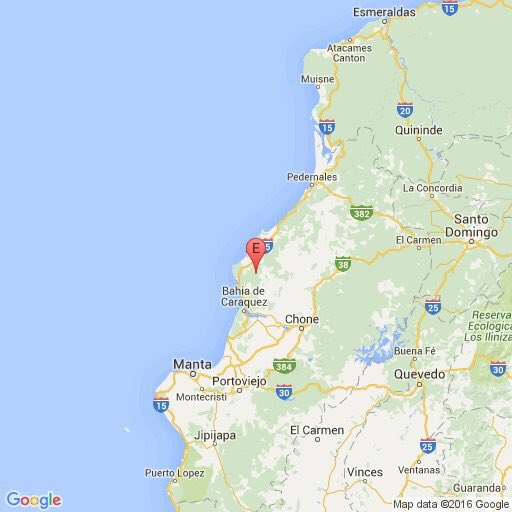 Esmeraldas
15
Atacames
Canton
Muisne
20
15
Quininde
Pedernales
La Concordia
382
Santo
Domingo
El Carmen
E
15
38
Bahia de
Caraquez
25
Chone
Reserva
Ecologica
Los Iliniza
Buena Fé
Manta
384
30
Quevedo
Portoviejo
30
Montecristi
15
El Carmen
Jipijapa
25
Ventanas
Vinces
Puerto Lopez
Guaranda
Google
Map data ©2016 Google